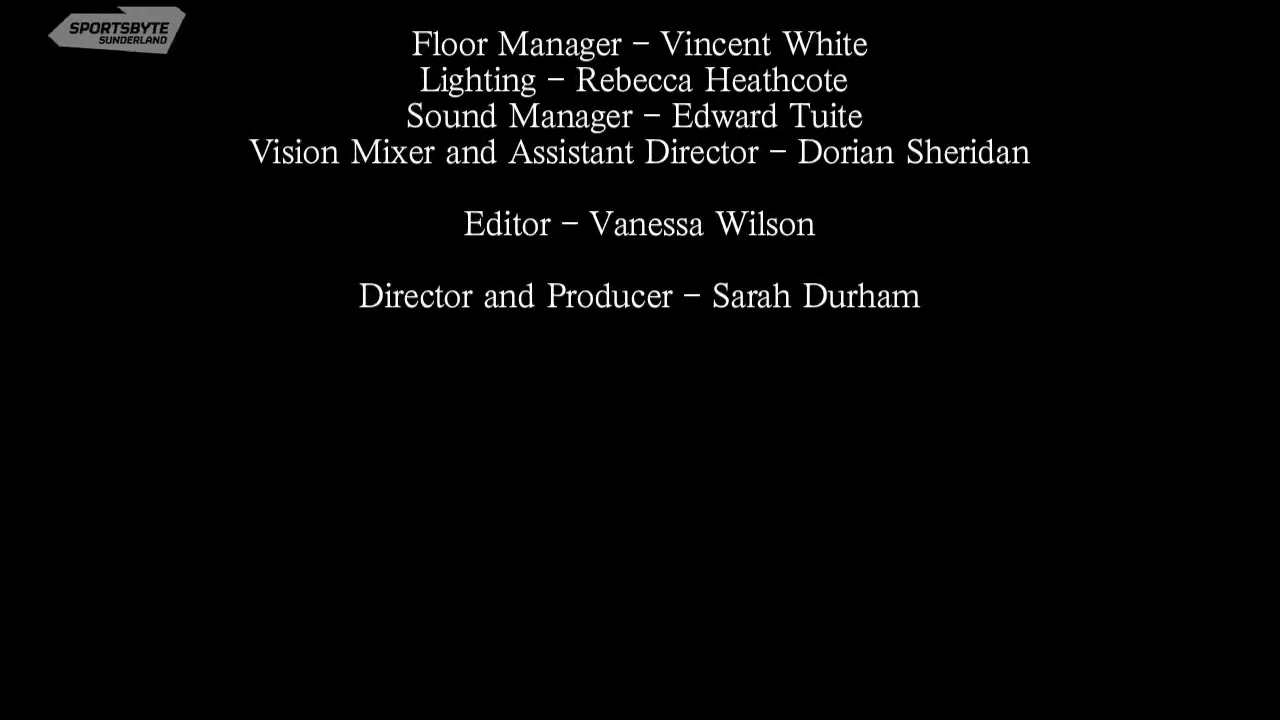 SPORTSBYTE
SUNDERLAND
Floor Manager – Vincent White
Lighting – Rebecca Heathcote
Sound Manager – Edward Tuite
Vision Mixer and Assistant Director – Dorian Sheridan
Editor – Vanessa Wilson
Director and Producer – Sarah Durham